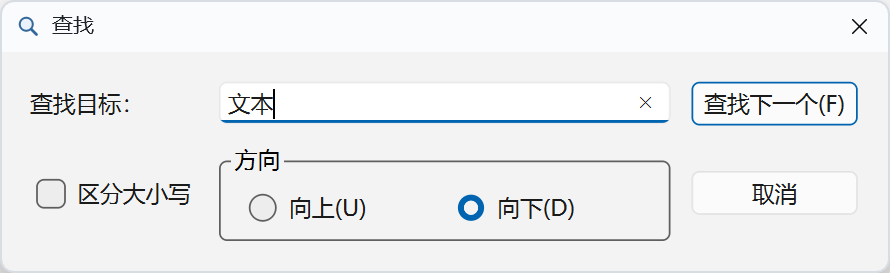 查找
查找目标：
文本
查找下一个(F)
方向
区分大小写
向上(U)
向下(D)
取消